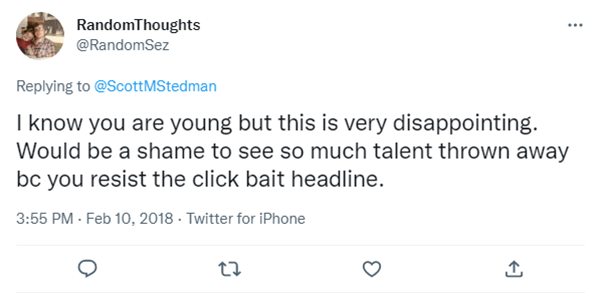 RandomThoughts
@RandomSez
Replying to @ScottMStedman
I know you are young but this is very disappointing.
Would be a shame to see so much talent thrown away
bc you resist the click bait headline.
3:55 PM · Feb 10, 2018 · Twitter for iPhone